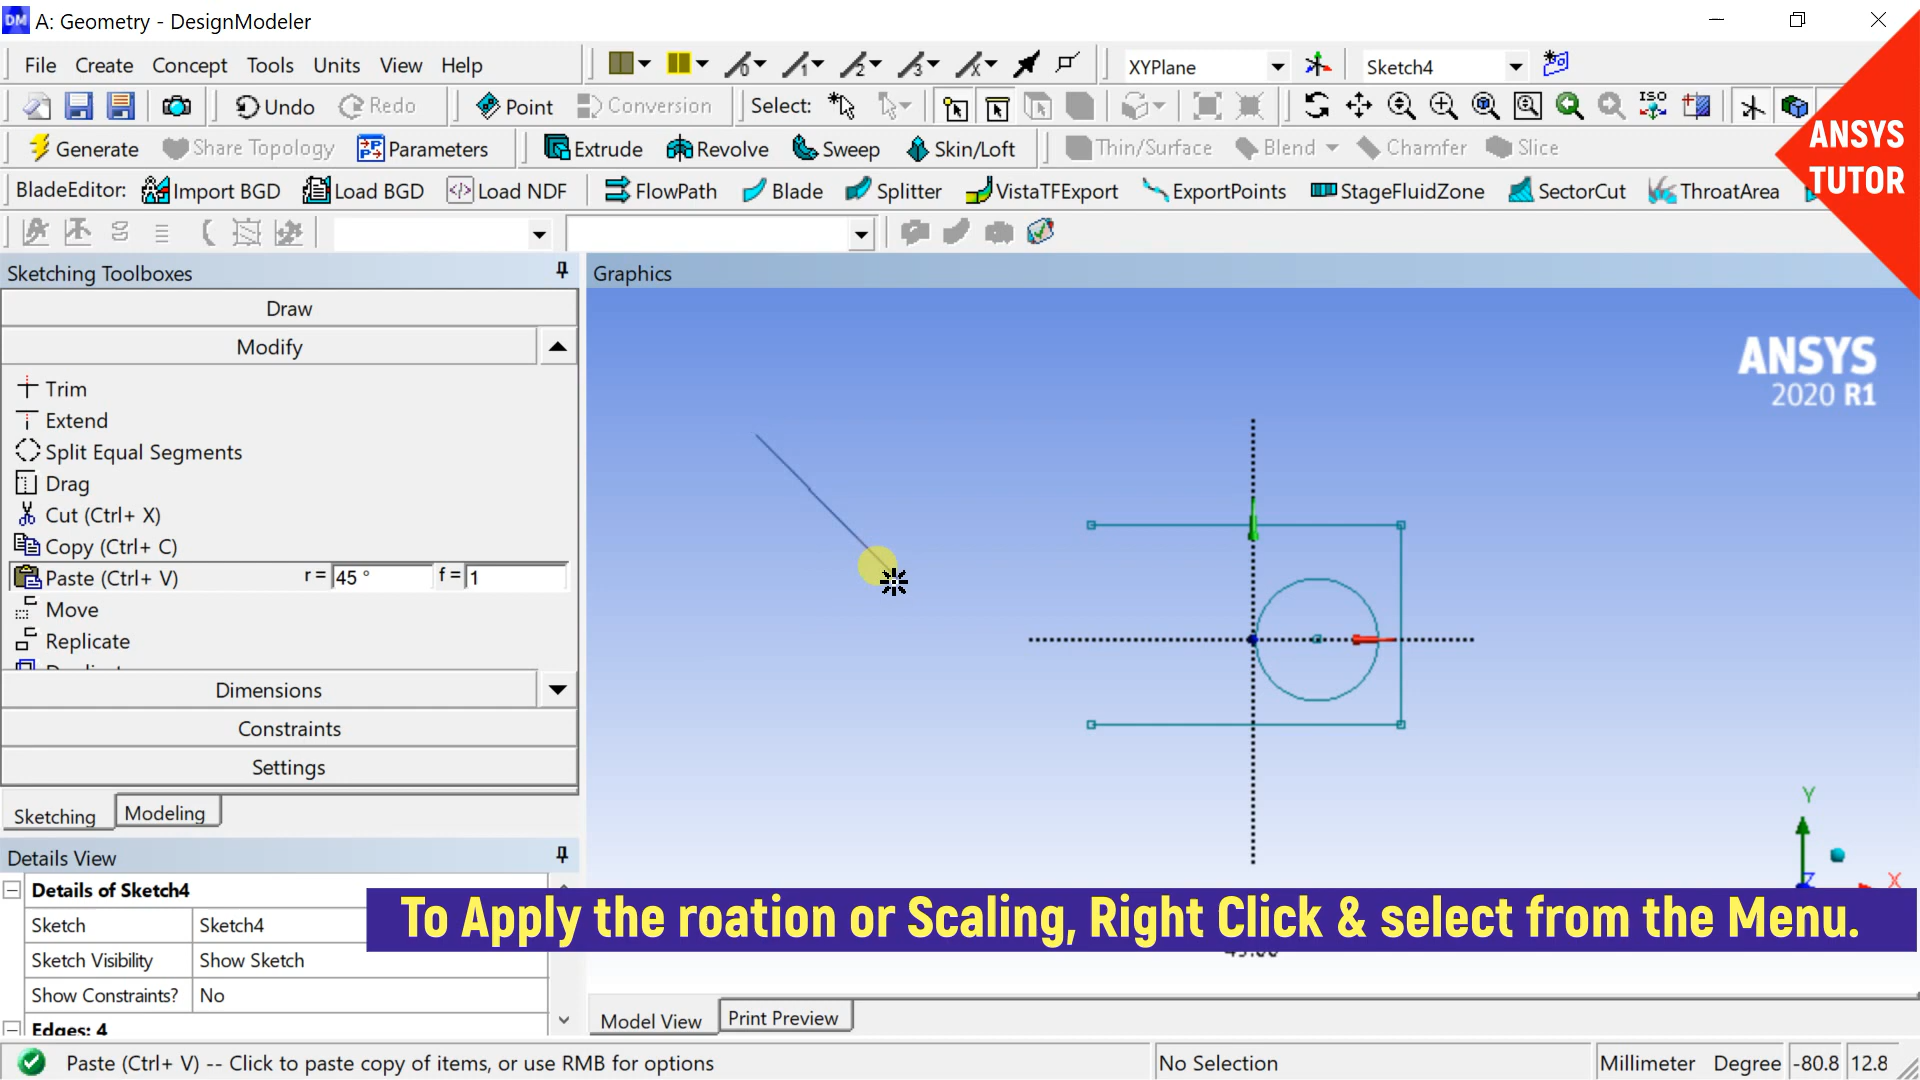 DM A: Geometry - DesignModeler
File Create Concept Tools Units View Help XYPlane Sketch4
Undo Redo Point Conversion Select: ISO
Generate Share Topology Parameters Extrude Revolve Sweep Skin/Loft Thin/Surface Blend Chamfer Slice
BladeEditor: Import BGD Load BGD Load NDF FlowPath Blade Splitter VistaTFExport ExportPoints StageFluidZone SectorCut ThroatArea
ANSYS
TUTOR
Sketching Toolboxes
Graphics
Draw
Modify
Trim
Extend
Split Equal Segments
Drag
Cut (Ctrl+ X)
Copy (Ctrl+ C)
Paste (Ctrl+ V) r = 45 ° f = 1
Move
Replicate
Dimensions
Constraints
Settings
Sketching Modeling
ANSYS
2020 R1
Y
Z X
Details View
Details of Sketch4
Sketch Sketch4
Sketch Visibility Show Sketch
Show Constraints? No
Edges: 4
To Apply the roation or Scaling, Right Click & select from the Menu.
Model View Print Preview
Paste (Ctrl+ V) -- Click to paste copy of items, or use RMB for options No Selection Millimeter Degree -80.8 12.8